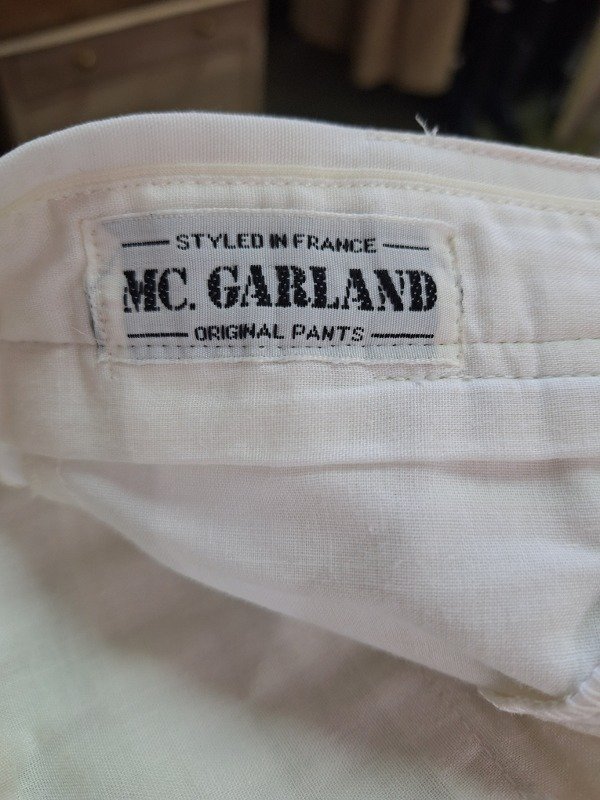 STYLED IN FRANCE
MC. GARLAND
ORIGINAL PANTS